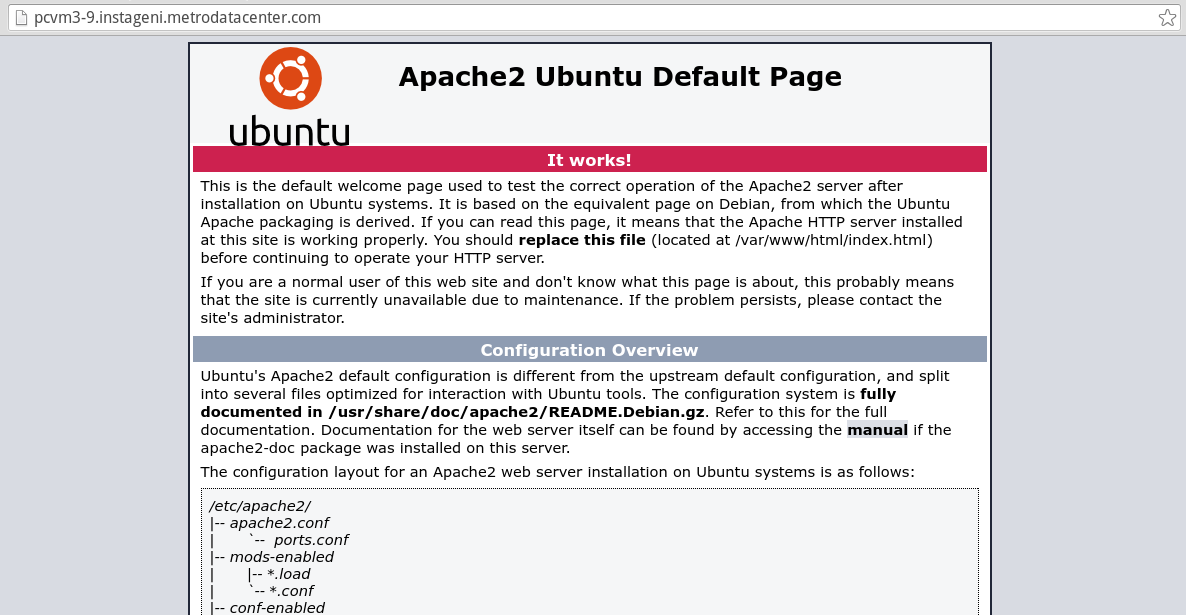 pcvm3-9.instageni.metrodatacenter.com
ubuntu
Apache2 Ubuntu Default Page
It works!
This is the default welcome page used to test the correct operation of the Apache2 server after
installation on Ubuntu systems. It is based on the equivalent page on Debian, from which the Ubuntu
Apache packaging is derived. If you can read this page, it means that the Apache HTTP server installed
at this site is working properly. You should replace this file (located at /var/www/html/index.html)
before continuing to operate your HTTP server.
If you are a normal user of this web site and don't know what this page is about, this probably means
that the site is currently unavailable due to maintenance. If the problem persists, please contact the
site's administrator.
Configuration Overview
Ubuntu's Apache2 default configuration is different from the upstream default configuration, and split
into several files optimized for interaction with Ubuntu tools. The configuration system is fully
documented in /usr/share/doc/apache2/README.Debian.gz. Refer to this for the full
documentation. Documentation for the web server itself can be found by accessing the manual if the
apache2-doc package was installed on this server.
The configuration layout for an Apache2 web server installation on Ubuntu systems is as follows:
/etc/apache2/
|-- apache2.conf
|       `--  ports.conf
|-- mods-enabled
|       |-- *.load
|       `-- *.conf
|-- conf-enabled